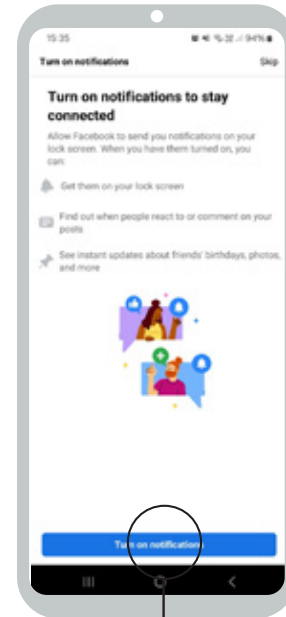 15:35 94%
Turn on notifications Skip
Turn on notifications to stay
connected
Allow Facebook to send you notifications on your
lock screen. When you have them turned on, you
can:
Get them on your lock screen
Find out when people react to or comment on your
posts
See instant updates about friends' birthdays, photos,
and more
Turn on notifications